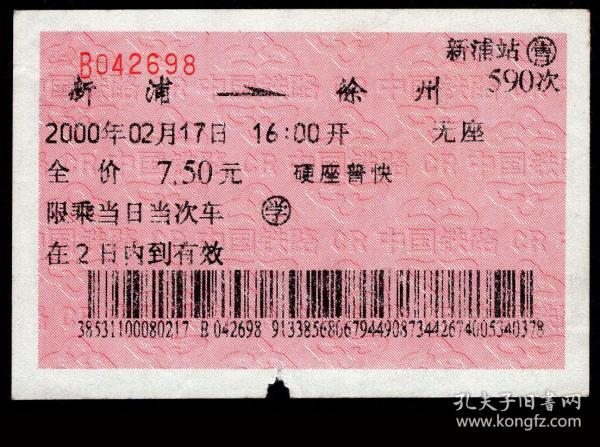 B042698
新浦站 售
新浦 → 徐州 590次
2000年02月17日 16:00开 无座
全价 7.50元 硬座普快
限乘当日当次车 学
在2日内到有效
38531100080217 B042698 9133856806794490873442674005340378
孔夫子旧书网
www.kongfz.com